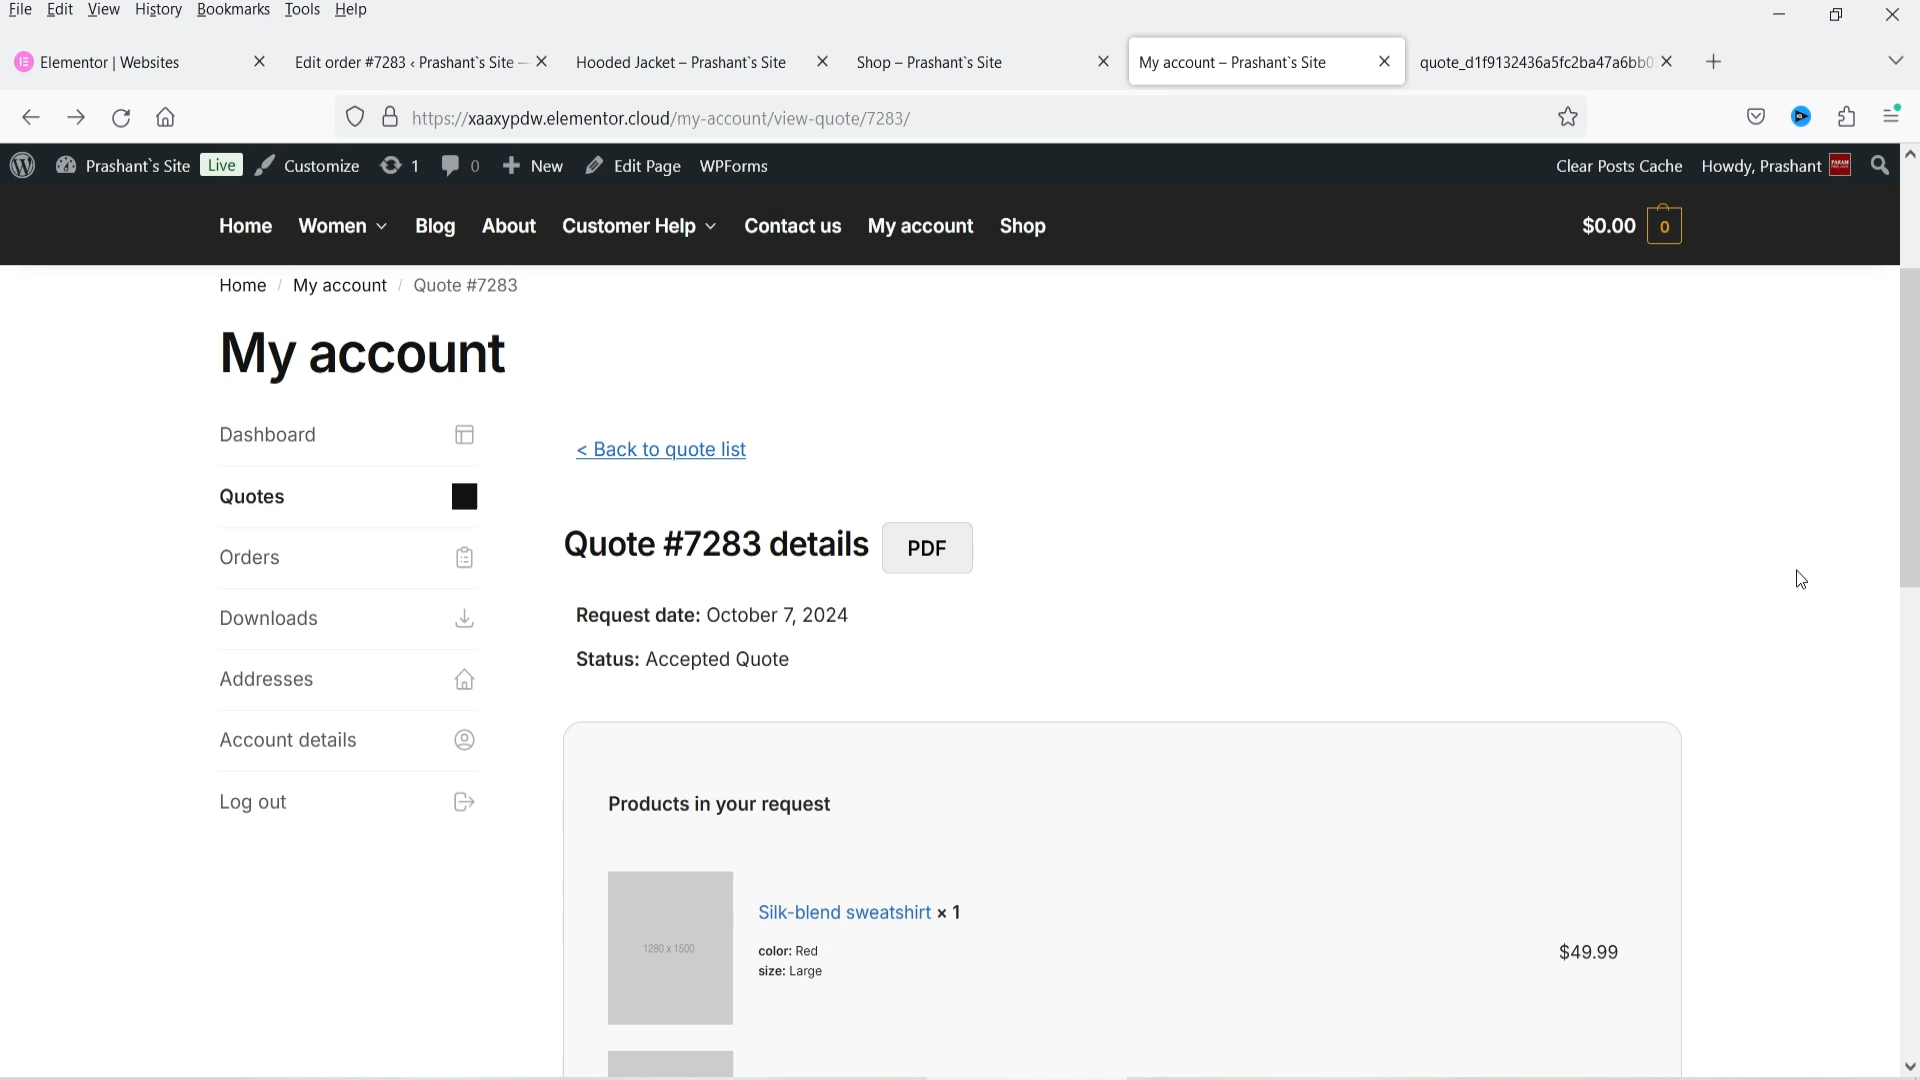 File Edit View History Bookmarks Tools Help
Elementor | Websites
Edit order #7283 ‹ Prashant`s Site —
Hooded Jacket – Prashant`s Site
Shop – Prashant`s Site
My account – Prashant`s Site
quote_d1f9132436a5fc2ba47a6bb0
https://xaaxypdw.elementor.cloud/my-account/view-quote/7283/
Prashant`s Site Live Customize 1 0 New Edit Page WPForms Clear Posts Cache Howdy, Prashant
Home Women Blog About Customer Help Contact us My account Shop $0.00 0
Home / My account / Quote #7283
My account
Dashboard
Quotes
Orders
Downloads
Addresses
Account details
Log out
< Back to quote list
Quote #7283 details PDF
Request date: October 7, 2024
Status: Accepted Quote
Products in your request
1280 x 1500
Silk-blend sweatshirt × 1
color: Red
size: Large
$49.99